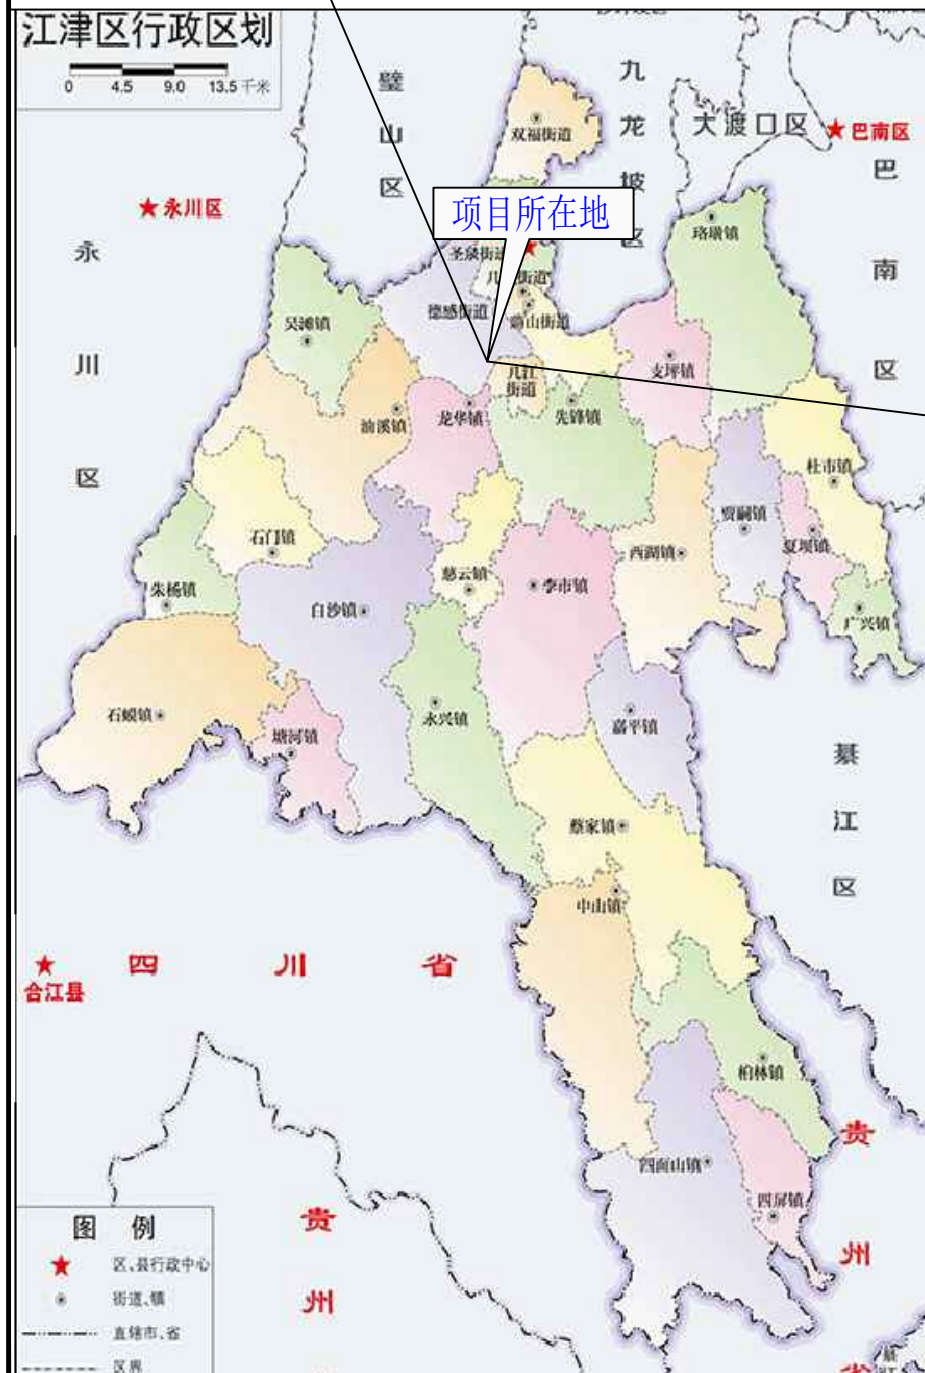 江津区行政区划
0 4.5 9.0 13.5 千米
璧山区
九龙坡区
大渡口区
巴南区
巴南区
双福街道
永川区
永川区
项目所在地
珞璜镇
圣泉街道
街道
德感街道
鼎山街道
吴滩镇
几江街道
支坪镇
油溪镇
龙华镇
先锋镇
杜市镇
贾嗣镇
夏坝镇
石门镇
西湖镇
慈云镇
李市镇
朱杨镇
白沙镇
广兴镇
石蟆镇
塘河镇
永兴镇
嘉平镇
綦江区
蔡家镇
中山镇
合江县
四川省
柏林镇
四面山镇
四屏镇
贵州
贵州省
图 例
区、县行政中心
街道、镇
直辖市、省
区界